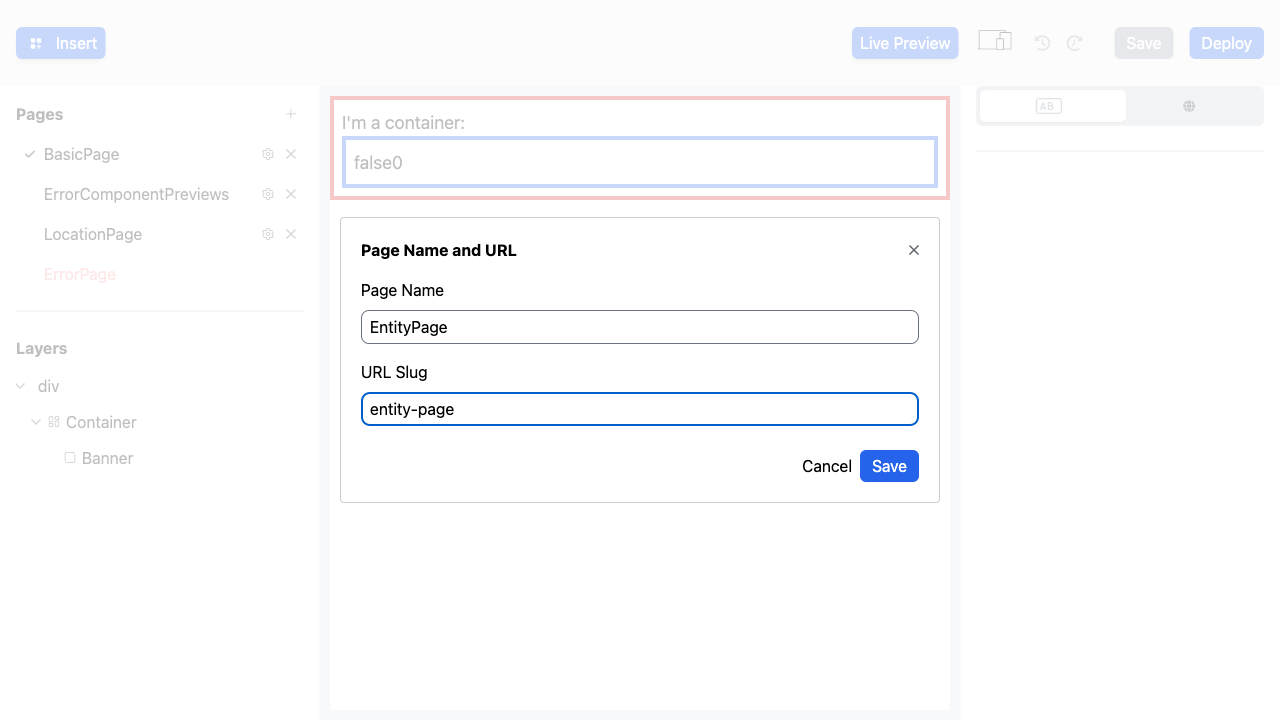 Insert
Live Preview
Save
Deploy
Pages
BasicPage
ErrorComponentPreviews
LocationPage
ErrorPage
Layers
div
Container
Banner
I'm a container:
false0
Page Name and URL
Page Name
EntityPage
URL Slug
entity-page
Cancel
Save
AB